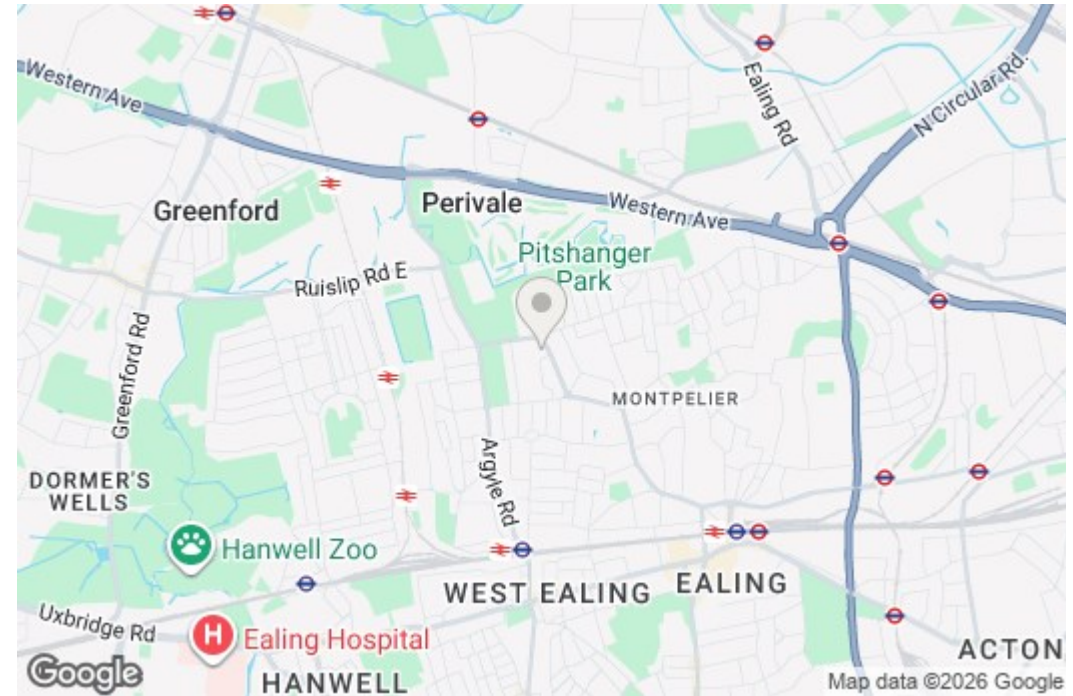 Western Ave
Ealing Rd
N Circular Rd.
Greenford
Perivale
Western Ave
Pitshanger
Park
Ruislip Rd E
Greenford Rd
MONTPELIER
Argyle Rd
DORMER'S
WELLS
Hanwell Zoo
WEST EALING
EALING
Uxbridge Rd
H
Ealing Hospital
ACTON
HANWELL
Google
Map data ©2026 Google